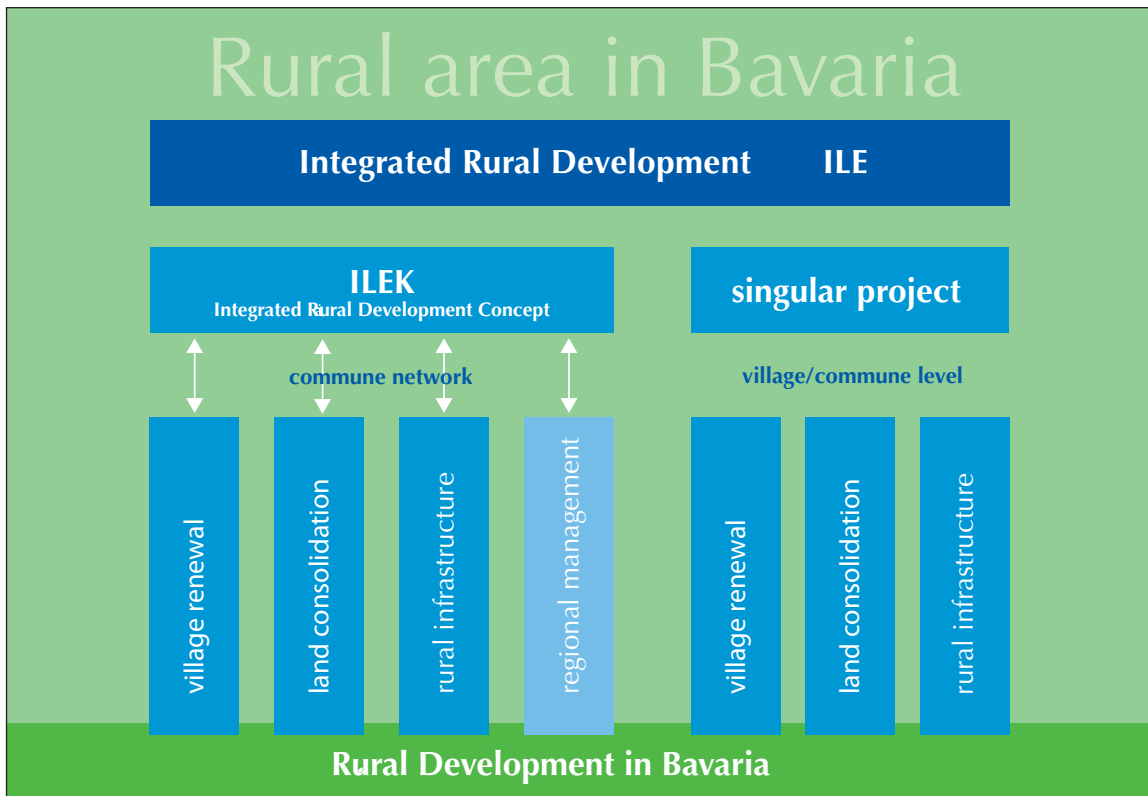 Rural area in Bavaria
Integrated Rural Development ILE
ILEK
Integrated Rural Development Concept
singular project
commune network
village/commune level
village renewal
land consolidation
rural infrastructure
regional management
village renewal
land consolidation
rural infrastructure
Rural Development in Bavaria